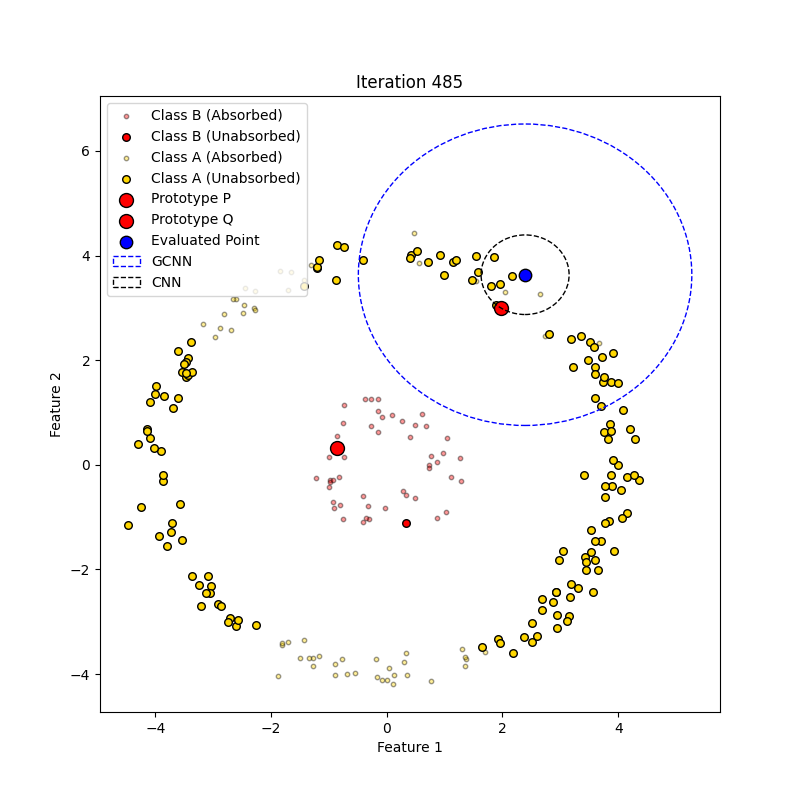 Iteration 485
Class B (Absorbed)
Class B (Unabsorbed)
Class A (Absorbed)
Class A (Unabsorbed)
Prototype P
Prototype Q
Evaluated Point
GCNN
CNN
6
4
2
0
−2
−4
Feature 2
−4 −2 0 2 4
Feature 1